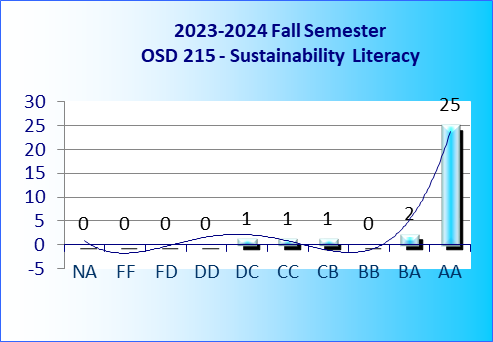 2023-2024 Fall Semester
OSD 215 - Sustainability Literacy
30
25
20
15
10
5
0
-5
0 0 0 0 1 1 1 0 2 25
NA FF FD DD DC CC CB BB BA AA